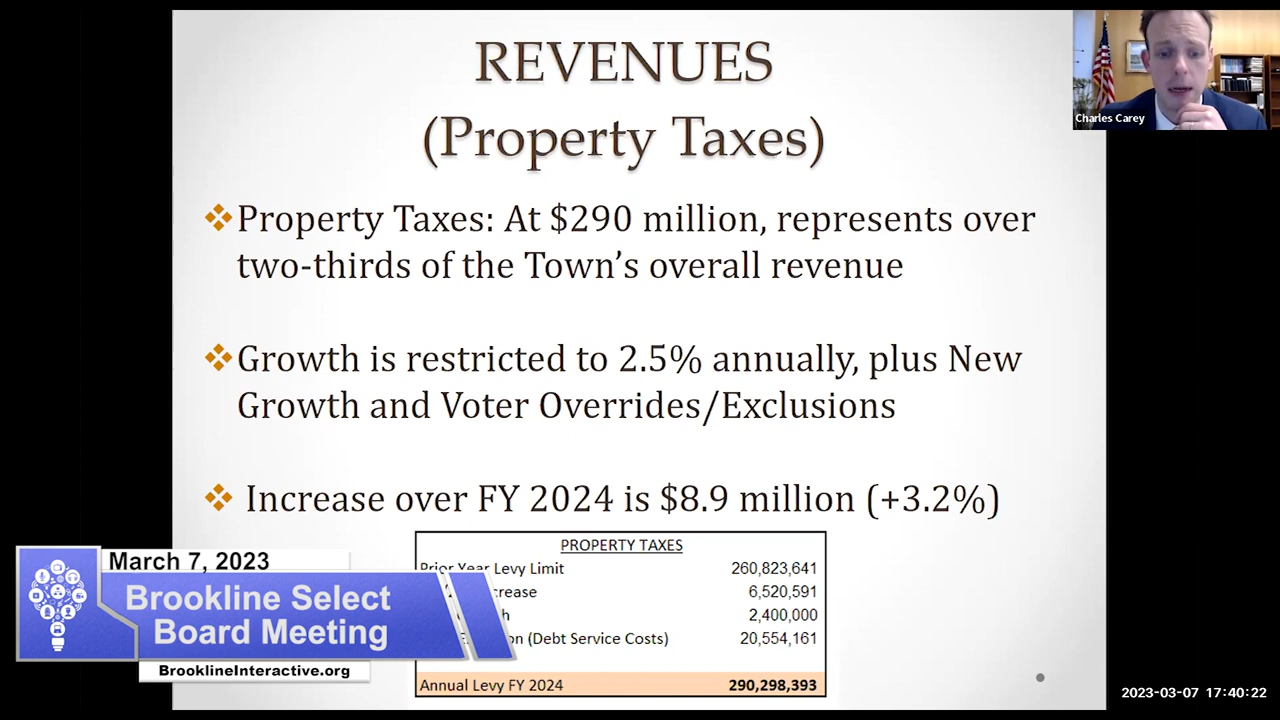 REVENUES
(Property Taxes)
Charles Carey
Property Taxes: At $290 million, represents over
two-thirds of the Town's overall revenue
Growth is restricted to 2.5% annually, plus New
Growth and Voter Overrides/Exclusions
Increase over FY 2024 is $8.9 million (+3.2%)
PROPERTY TAXES
Prior Year Levy Limit 260,823,641
6,520,591
2,400,000
(Debt Service Costs) 20,554,161
Annual Levy FY 2024 290,298,393
March 7, 2023
Brookline Select
Board Meeting
BrooklineInteractive.org
2023-03-07 17:40:22